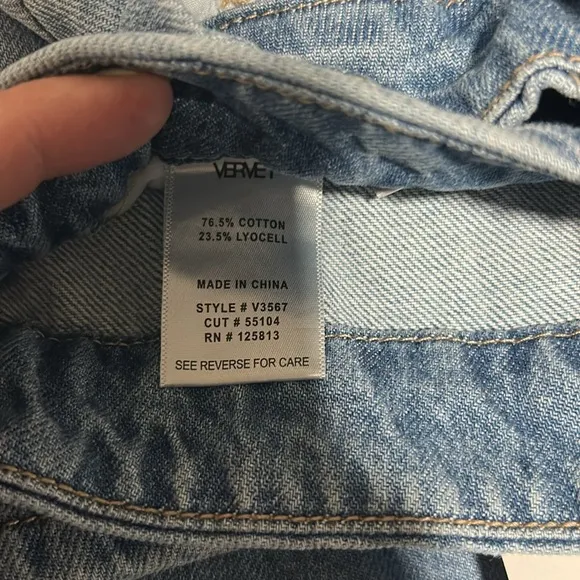 VERVET
76.5% COTTON
23.5% LYOCELL
MADE IN CHINA
STYLE # V3567
CUT # 55104
RN # 125813
SEE REVERSE FOR CARE